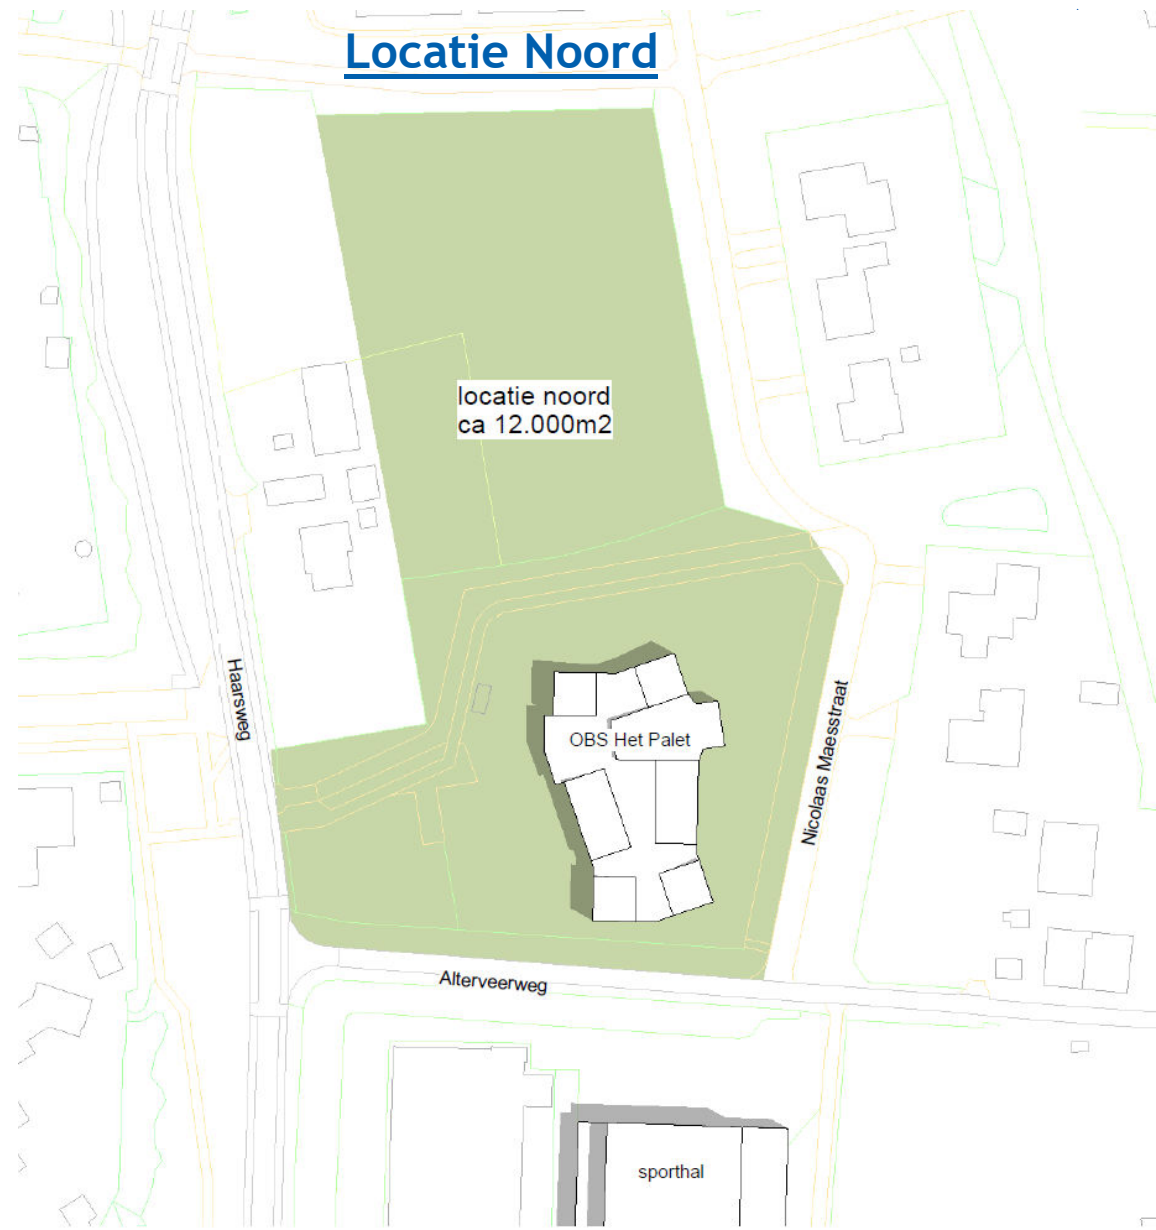 Locatie Noord
locatie noord
ca 12.000m2
Haarsweg
OBS Het Palet
Nicolaas Maesstraat
Alterveerweg
sporthal